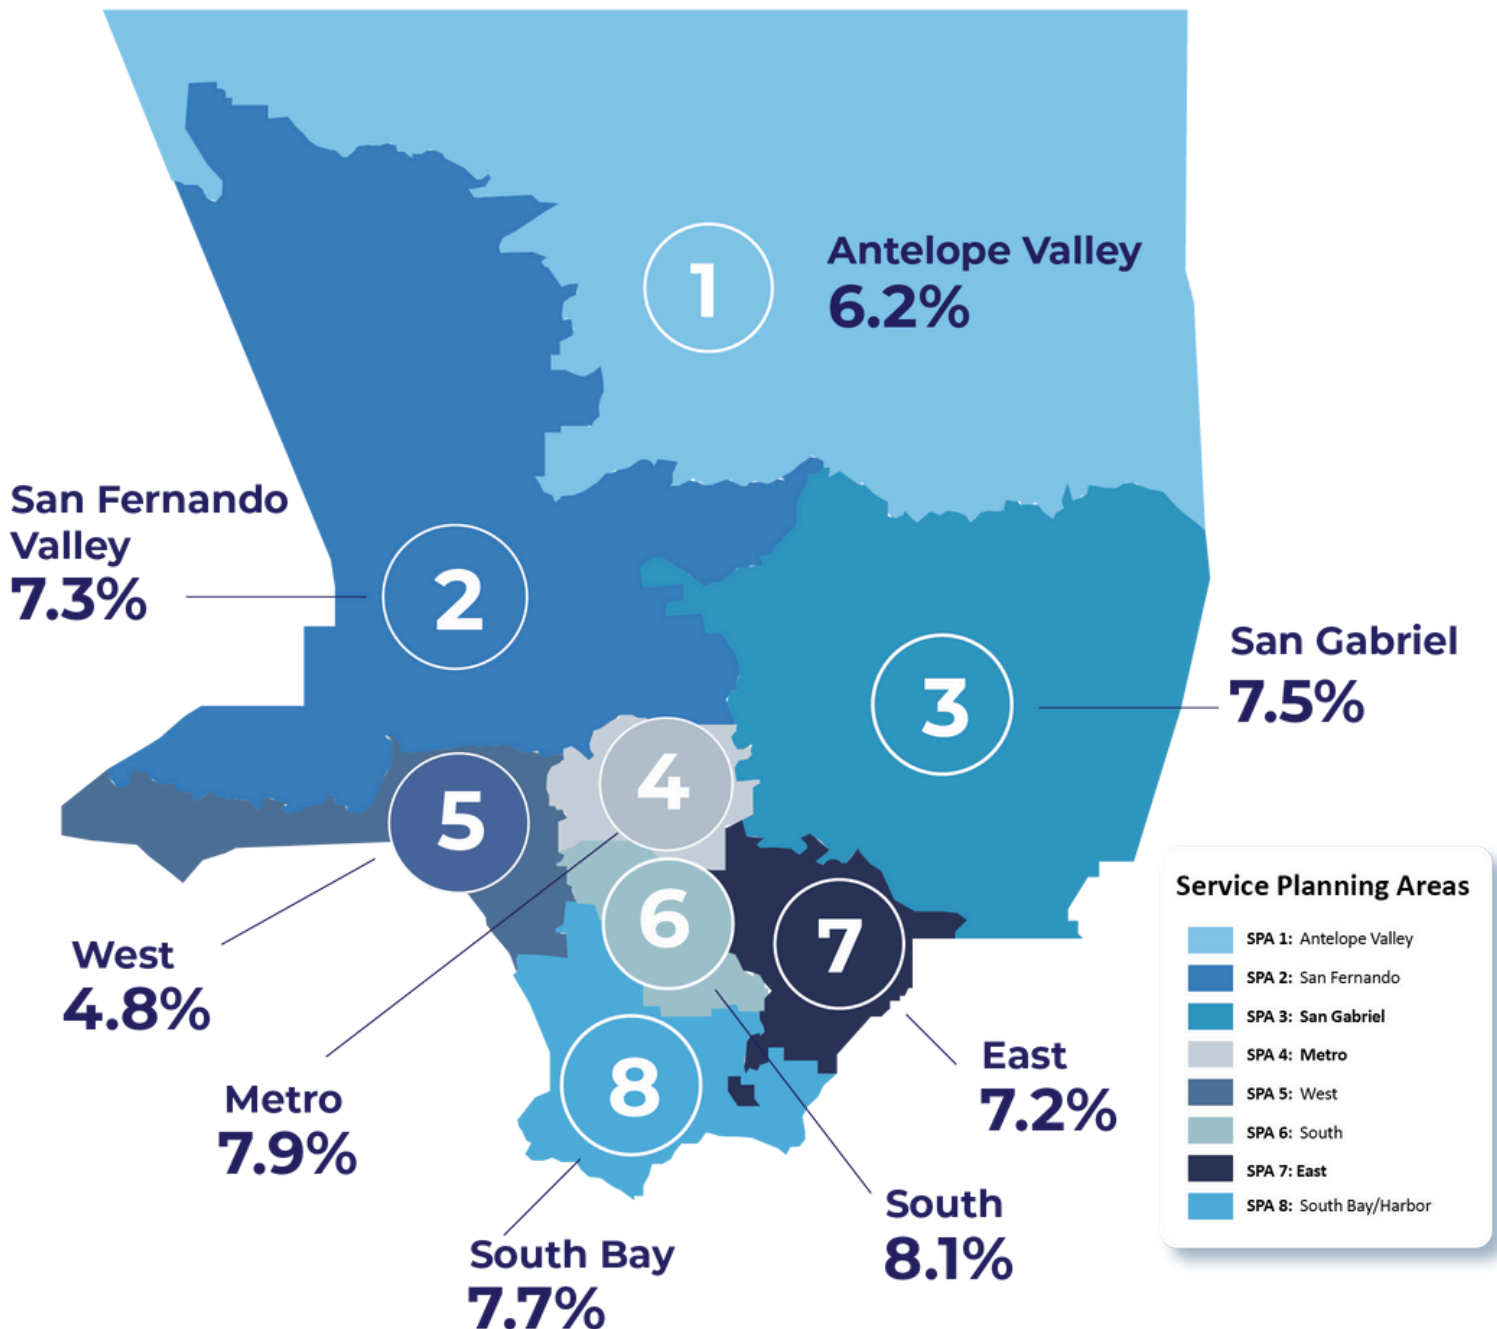 1
Antelope Valley
6.2%
San Fernando
Valley
7.3%
2
San Gabriel
7.5%
3
4
5
6
7
West
4.8%
Metro
7.9%
8
East
7.2%
South
8.1%
South Bay
7.7%
Service Planning Areas
SPA 1: Antelope Valley
SPA 2: San Fernando
SPA 3: San Gabriel
SPA 4: Metro
SPA 5: West
SPA 6: South
SPA 7: East
SPA 8: South Bay/Harbor